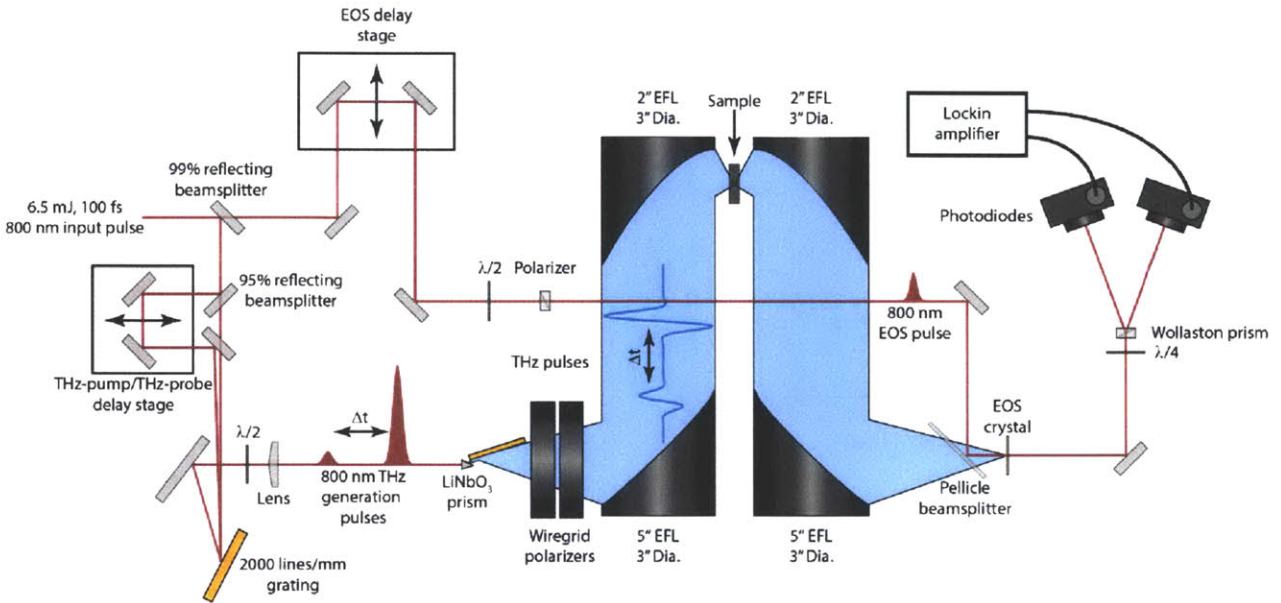 EOS delay
stage
2" EFL
3" Dia.
Sample
2" EFL
3" Dia.
Lockin
amplifier
99% reflecting
beamsplitter
6.5 mJ, 100 fs
800 nm input pulse
Photodiodes
95% reflecting
beamsplitter
λ/2
Polarizer
800 nm
EOS pulse
Wollaston prism
λ/4
THz pulses
Δt
THz-pump/THz-probe
delay stage
Δt
λ/2
Lens
800 nm THz
generation
pulses
LiNbO3
prism
EOS
crystal
Pellicle
beamsplitter
Wiregrid
polarizers
5" EFL
3" Dia.
5" EFL
3" Dia.
2000 lines/mm
grating